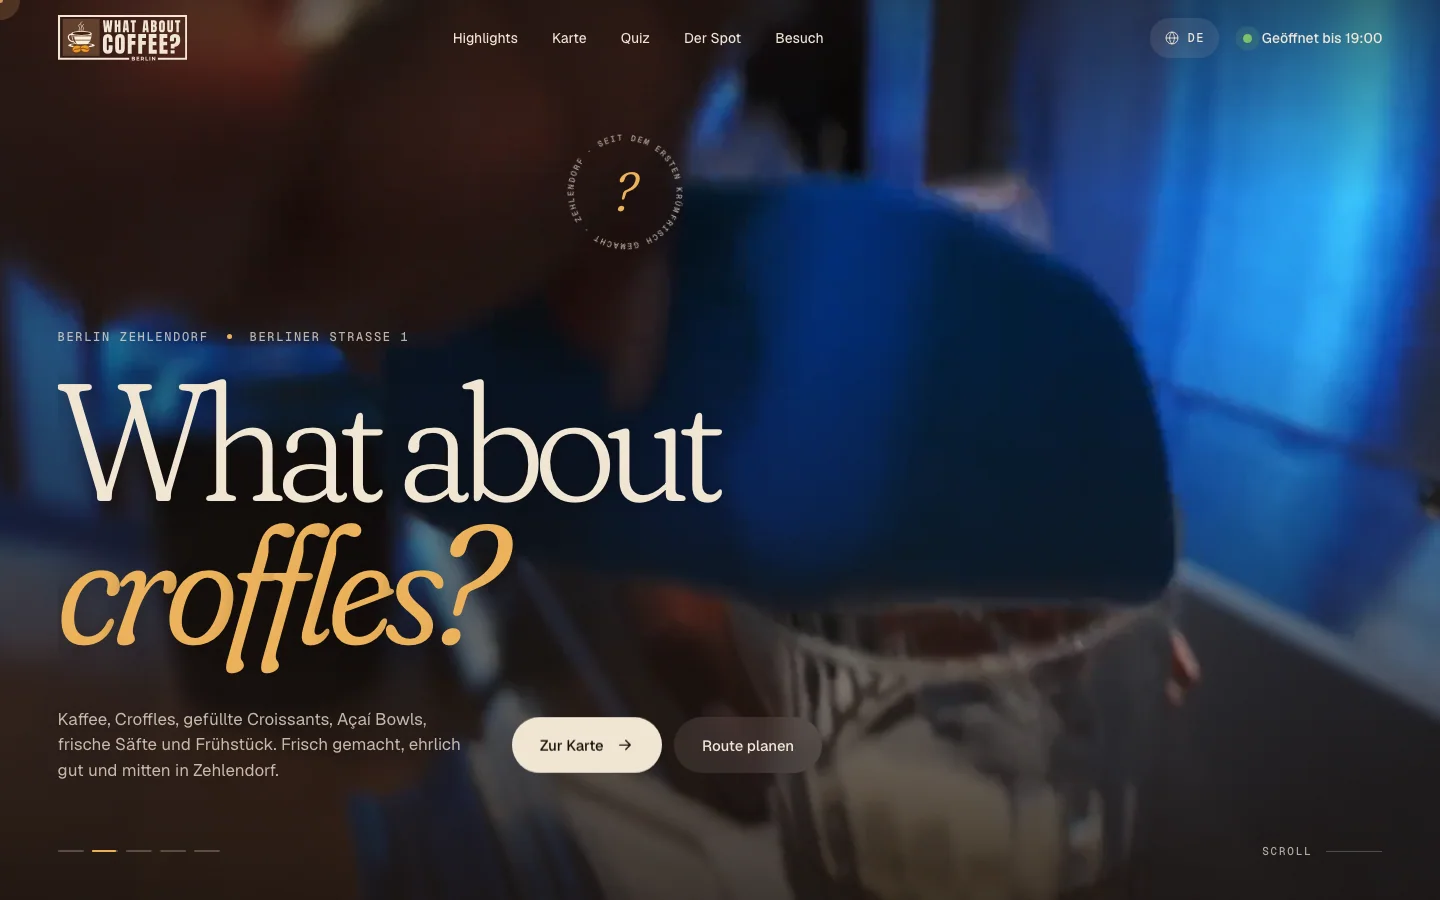 WHAT ABOUT
COFFEE?
BERLIN
Highlights
Karte
Quiz
Der Spot
Besuch
DE
Geöffnet bis 19:00
SEIT DEM ERSTEN KRÜMFRISCH GEMACHT · ZEHLENDORF ·
?
BERLIN ZEHLENDORF • BERLINER STRASSE 1
What about
croffles?
Kaffee, Croffles, gefüllte Croissants, Açaí Bowls,
frische Säfte und Frühstück. Frisch gemacht, ehrlich
gut und mitten in Zehlendorf.
Zur Karte →
Route planen
SCROLL